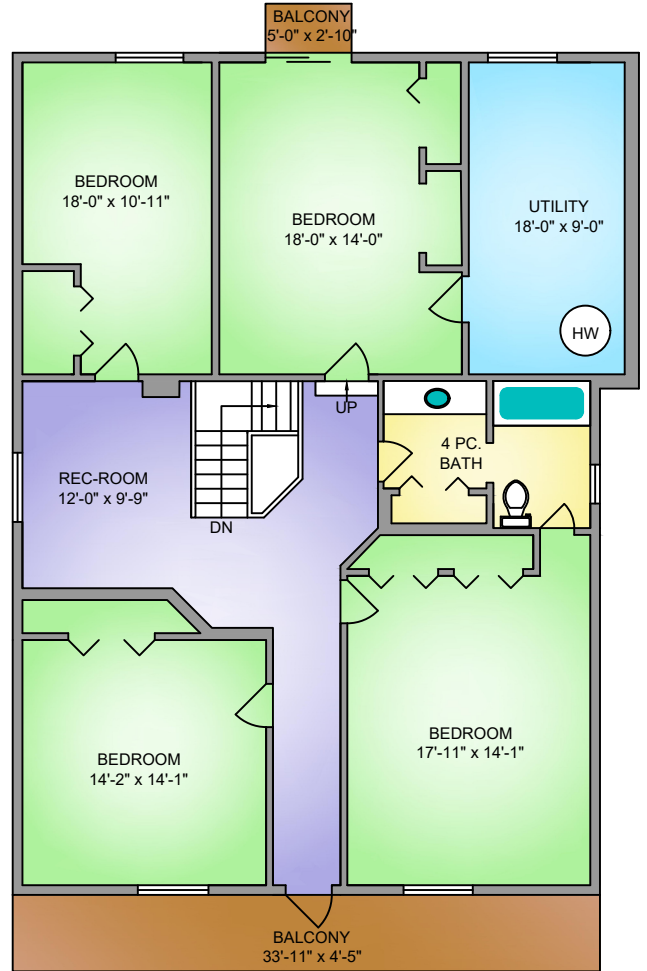 BALCONY
5'-0" x 2'-10"
BEDROOM
18'-0" x 10'-11"
BEDROOM
18'-0" x 14'-0"
UTILITY
18'-0" x 9'-0"
HW
UP
REC-ROOM
12'-0" x 9'-9"
DN
4 PC.
BATH
BEDROOM
14'-2" x 14'-1"
BEDROOM
17'-11" x 14'-1"
BALCONY
33'-11" x 4'-5"